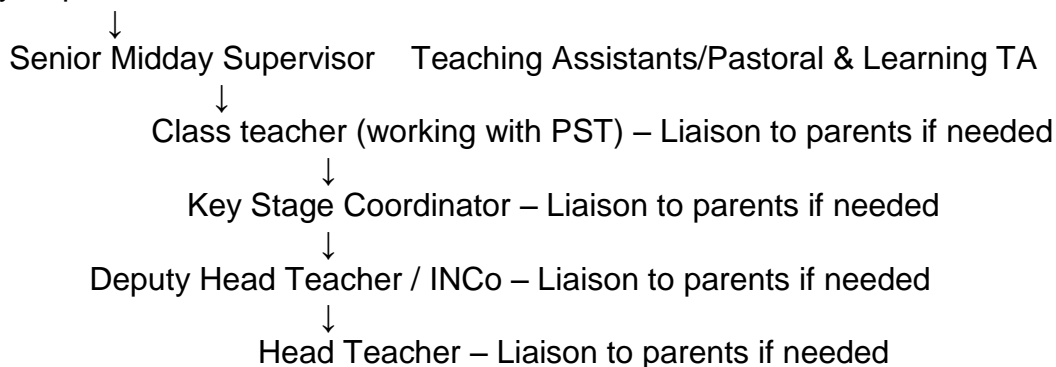 ↓
Senior Midday Supervisor Teaching Assistants/Pastoral & Learning TA
↓
Class teacher (working with PST) – Liaison to parents if needed
↓
Key Stage Coordinator – Liaison to parents if needed
↓
Deputy Head Teacher / INCo – Liaison to parents if needed
↓
Head Teacher – Liaison to parents if needed